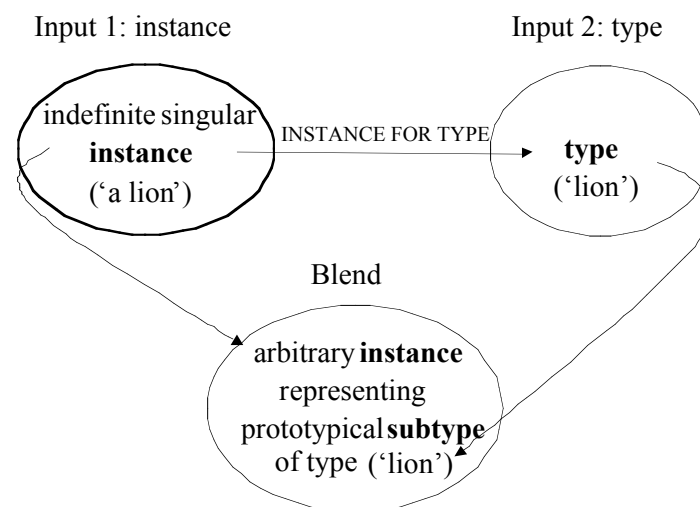 Input 1: instance
Input 2: type
indefinite singular
instance
(‘a lion’)
INSTANCE FOR TYPE
type
(‘lion’)
Blend
arbitrary instance
representing
prototypical subtype
of type (‘lion’)